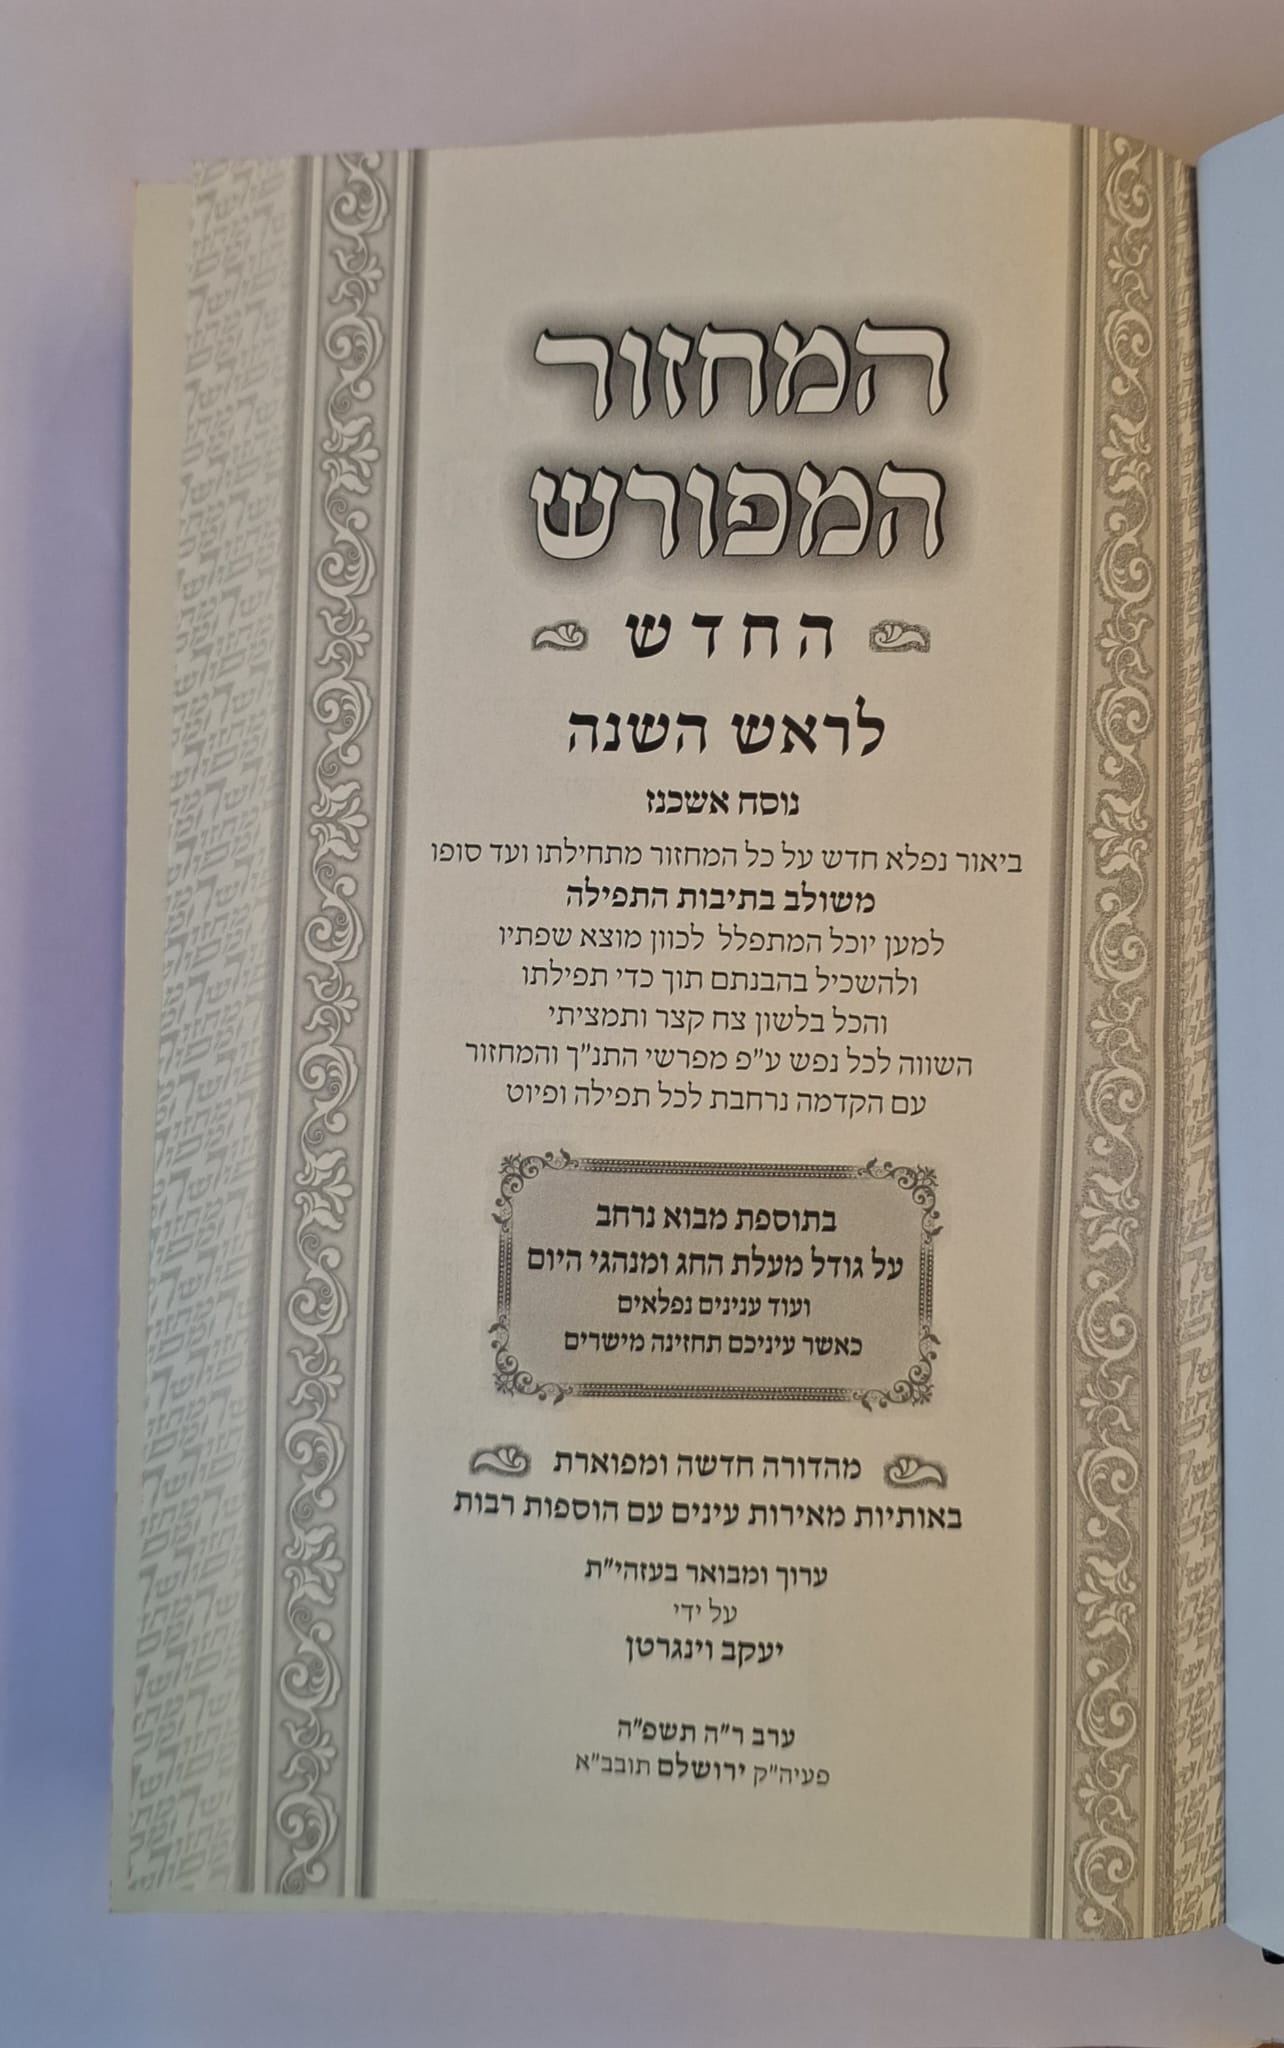 המחזור
המפורש
החדש
לראש השנה
נוסח אשכנז
ביאור נפלא חדש על כל המחזור מתחילתו ועד סופו
משולב בתיבות התפילה
למען יוכל המתפלל לכוון מוצא שפתיו
ולהשכיל בהבנתם תוך כדי תפילתו
והכל בלשון צח קצר ותמציתי
השווה לכל נפש ע"פ מפרשי התנ"ך והמחזור
עם הקדמה נרחבת לכל תפילה ופיוט
בתוספת מבוא נרחב
על גודל מעלת החג ומנהגי היום
ועוד ענינים נפלאים
כאשר עיניכם תחזינה מישרים
מהדורה חדשה ומפוארת
באותיות מאירות עינים עם הוספות רבות
ערוך ומבואר בעזהי"ת
על ידי
יעקב וינגרטן
ערב ר"ה תשפ"ה
פעיה"ק ירושלם תובב"א